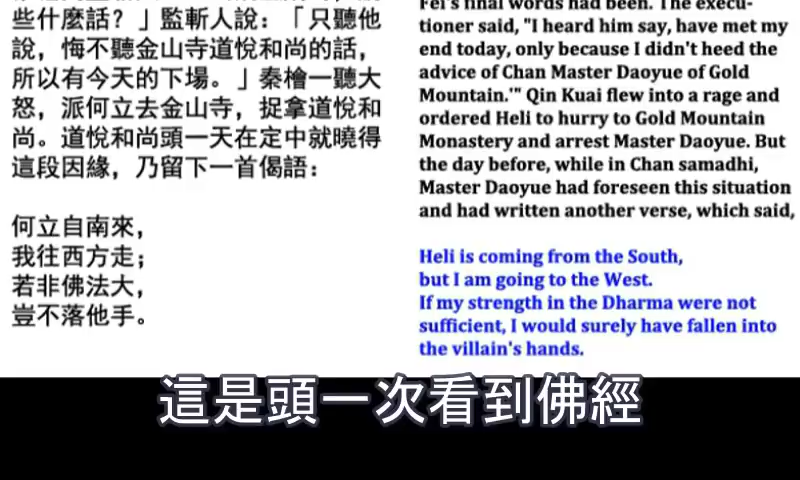 些什麼話？」監斬人說：「只聽他
說，悔不聽金山寺道悅和尚的話，
所以有今天的下場。」秦檜一聽大
怒，派何立去金山寺，捉拿道悅和
尚。道悅和尚頭一天在定中就曉得
這段因緣，乃留下一首偈語：
何立自南來，
我往西方走；
若非佛法大，
豈不落他手。
Fei's final words had been. The execu-
tioner said, "I heard him say, have met my
end today, only because I didn't heed the
advice of Chan Master Daoyue of Gold
Mountain.'" Qin Kuai flew into a rage and
ordered Heli to hurry to Gold Mountain
Monastery and arrest Master Daoyue. But
the day before, while in Chan samadhi,
Master Daoyue had foreseen this situation
and had written another verse, which said,
Heli is coming from the South,
but I am going to the West.
If my strength in the Dharma were not
sufficient, I would surely have fallen into
the villain's hands.
這是頭一次看到佛經